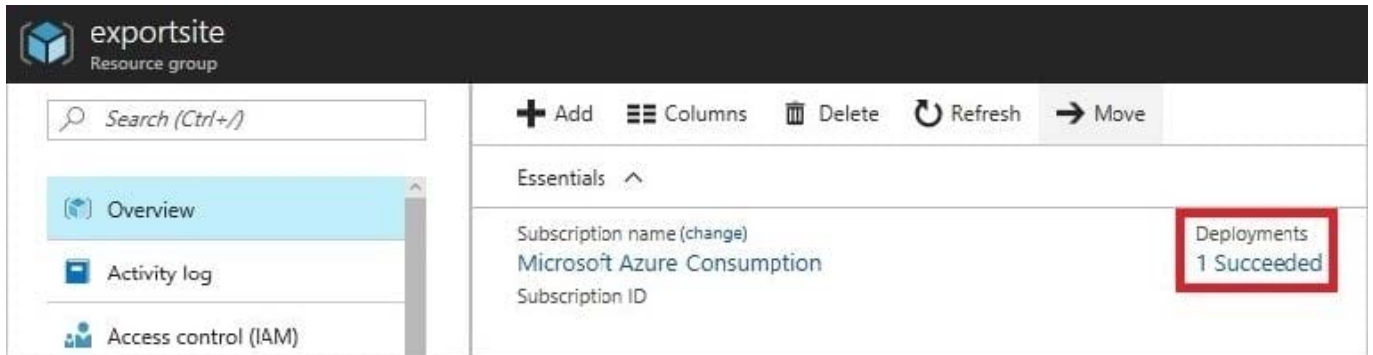 exportsite
Resource group
Search (Ctrl+/)
Add Columns Delete Refresh Move
Essentials
Overview
Subscription name (change)
Deployments
Microsoft Azure Consumption
1 Succeeded
Activity log
Subscription ID
Access control (IAM)